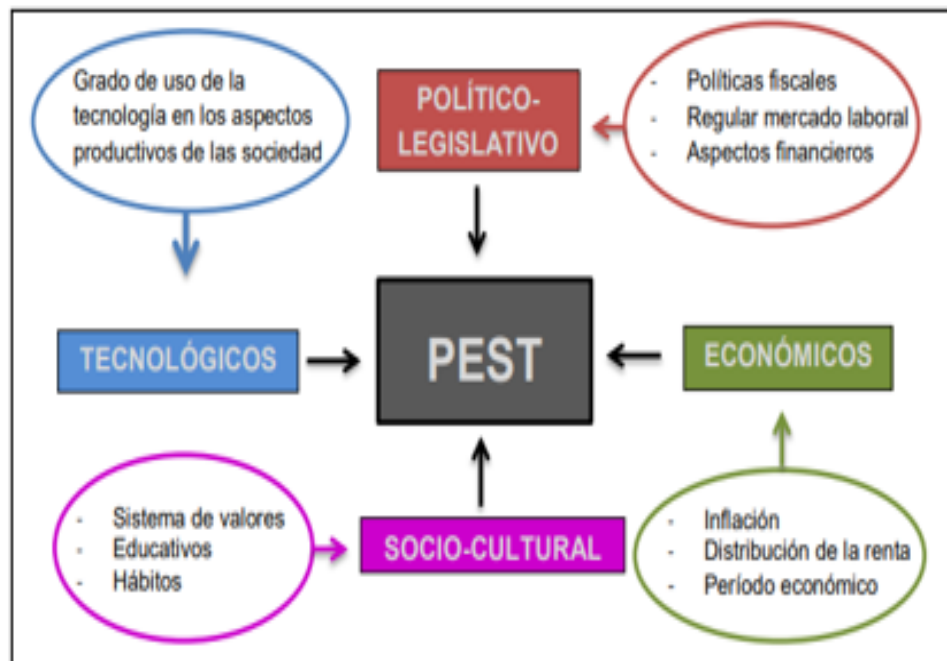 Grado de uso de la
tecnología en los aspectos
productivos de las sociedad
POLÍTICO-
LEGISLATIVO
- Políticas fiscales
- Regular mercado laboral
- Aspectos financieros
TECNOLÓGICOS
PEST
ECONÓMICOS
- Sistema de valores
- Educativos
- Hábitos
SOCIO-CULTURAL
- Inflación
- Distribución de la renta
- Período económico